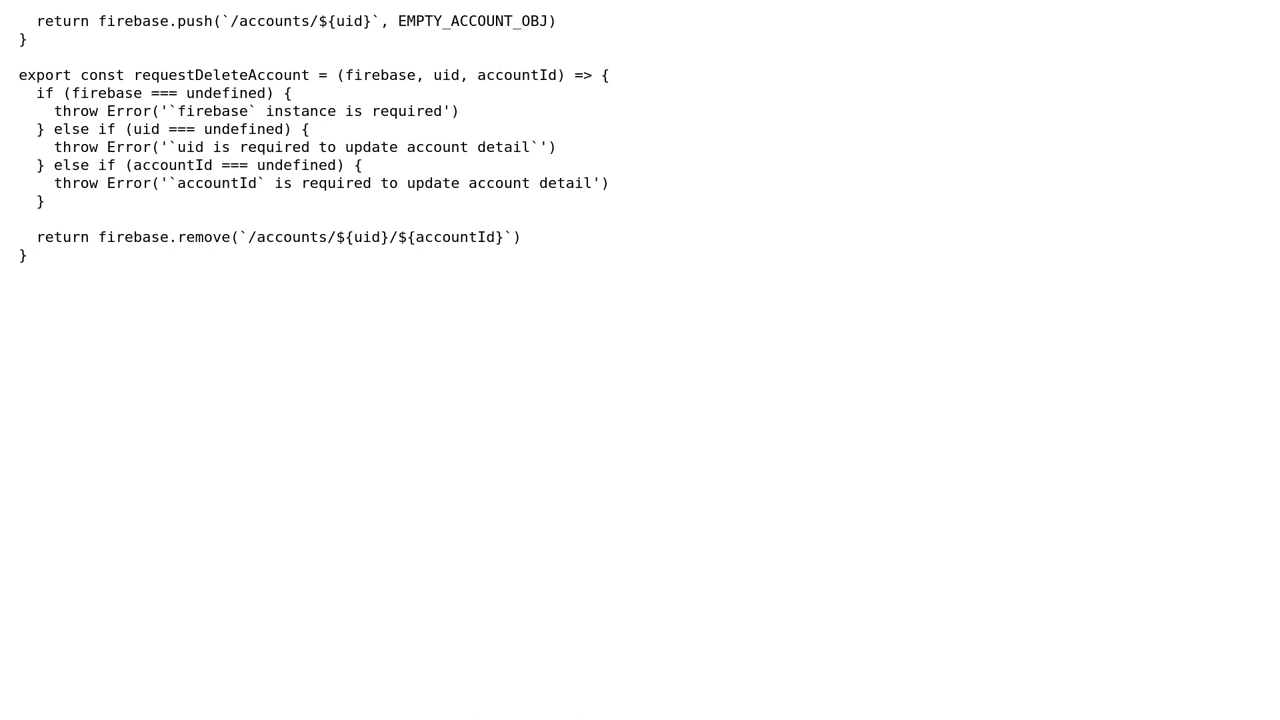 return firebase.push(`/accounts/${uid}`, EMPTY_ACCOUNT_OBJ)
}

export const requestDeleteAccount = (firebase, uid, accountId) => {
  if (firebase === undefined) {
    throw Error('`firebase` instance is required')
  } else if (uid === undefined) {
    throw Error('`uid is required to update account detail`')
  } else if (accountId === undefined) {
    throw Error('`accountId` is required to update account detail')
  }

  return firebase.remove(`/accounts/${uid}/${accountId}`)
}